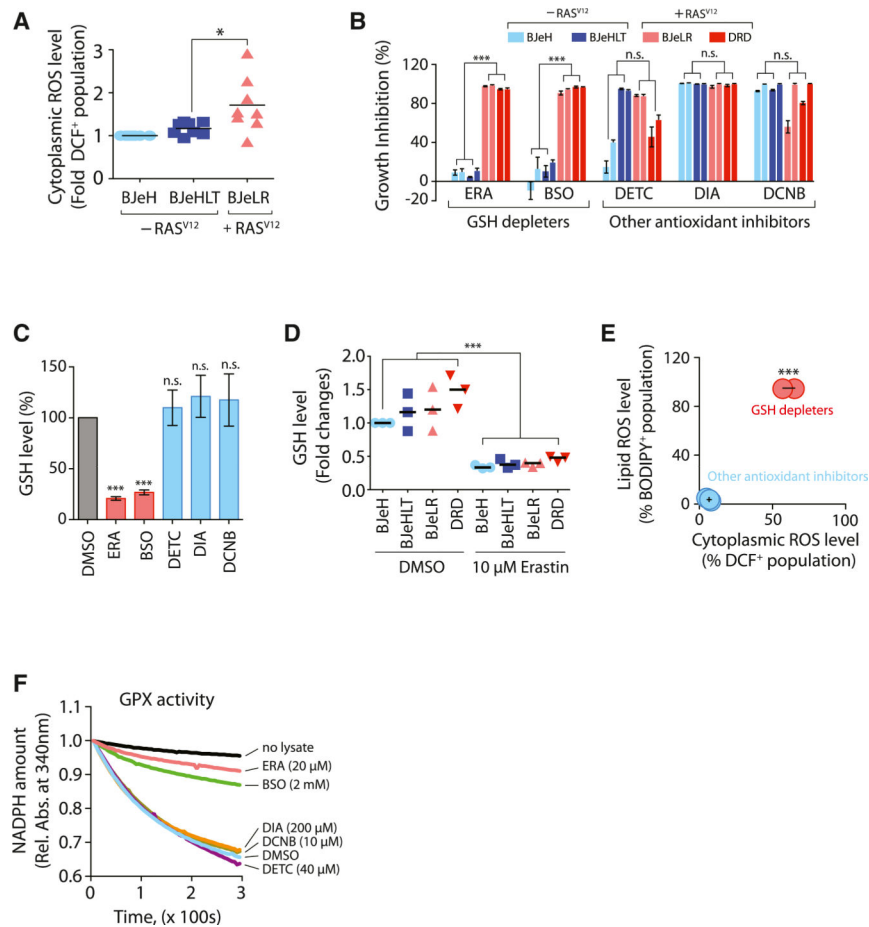 A
Cytoplasmic ROS level
(Fold DCF⁺ population)
3
2
1
0
*
BJeH BJeHLT BJeLR
− RASV12 + RASV12
B
− RASV12 + RASV12
BJeH BJeHLT BJeLR DRD
Growth Inhibition (%)
120
80
40
0
-20
*** *** n.s. n.s. n.s.
ERA BSO DETC DIA DCNB
GSH depleters Other antioxidant inhibitors
C
GSH level (%)
150
100
50
0
*** *** n.s. n.s. n.s.
DMSO ERA BSO DETC DIA DCNB
D
GSH level
(Fold changes)
2.0
1.5
1.0
0.5
0.0
***
BJeH BJeHLT BJeLR DRD BJeH BJeHLT BJeLR DRD
DMSO 10 µM Erastin
E
Lipid ROS level
(% BODIPY⁺ population)
120
80
40
0
***
GSH depleters
Other antioxidant inhibitors
0 50 100
Cytoplasmic ROS level
(% DCF⁺ population)
F
GPX activity
NADPH amount
(Rel. Abs. at 340nm)
1.1
1.0
0.9
0.8
0.7
0.6
no lysate
ERA (20 µM)
BSO (2 mM)
DIA (200 µM)
DCNB (10 µM)
DMSO
DETC (40 µM)
0 1 2 3
Time, (x 100s)